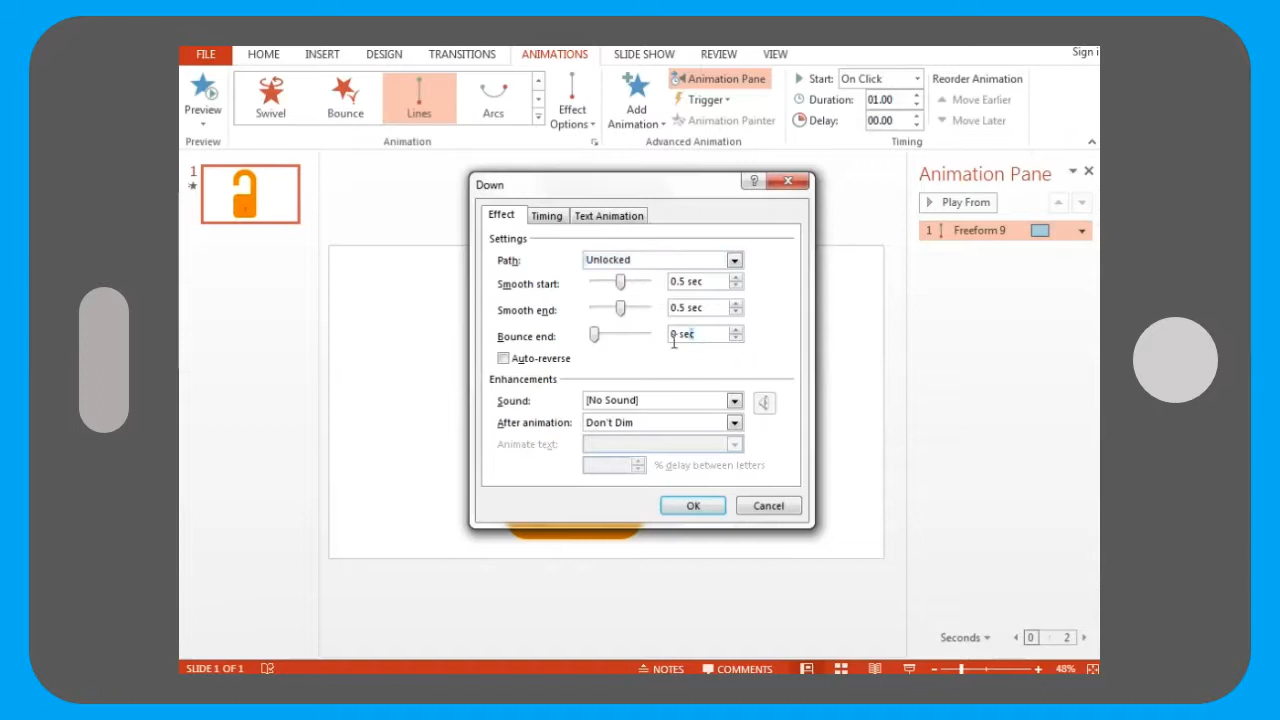 FILE HOME INSERT DESIGN TRANSITIONS ANIMATIONS SLIDE SHOW REVIEW VIEW Sign i
Preview
Swivel Bounce Lines Arcs
Effect Options
Add Animation
Animation Pane
Trigger
Animation Painter
Start: On Click
Duration: 01.00
Delay: 00.00
Reorder Animation
Move Earlier
Move Later
Preview Animation Advanced Animation Timing
1
Down
Effect Timing Text Animation
Settings
Path: Unlocked
Smooth start: 0.5 sec
Smooth end: 0.5 sec
Bounce end: 0 sec
Auto-reverse
Enhancements
Sound: [No Sound]
After animation: Don't Dim
Animate text:
% delay between letters
OK Cancel
Animation Pane
Play From
1 Freeform 9
Seconds 0 2
SLIDE 1 OF 1 NOTES COMMENTS 48%